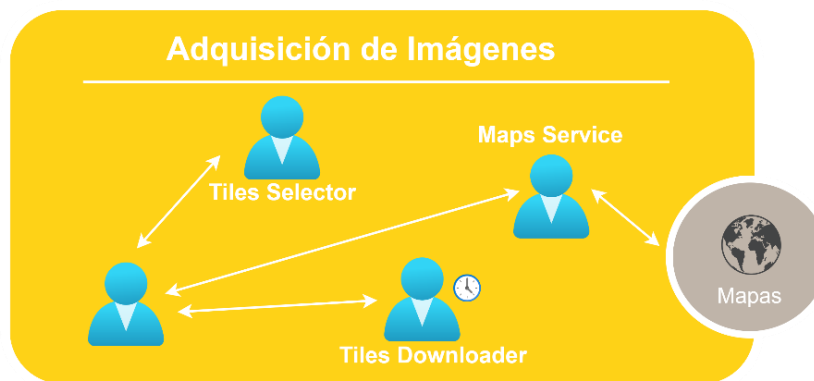 Adquisición de Imágenes
Maps Service
Tiles Selector
Mapas
Tiles Downloader